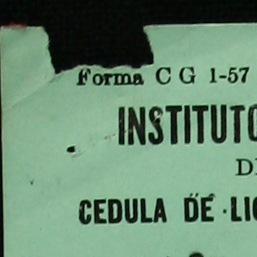 Forma C G 1-57
INSTITUTO
CEDULA DE